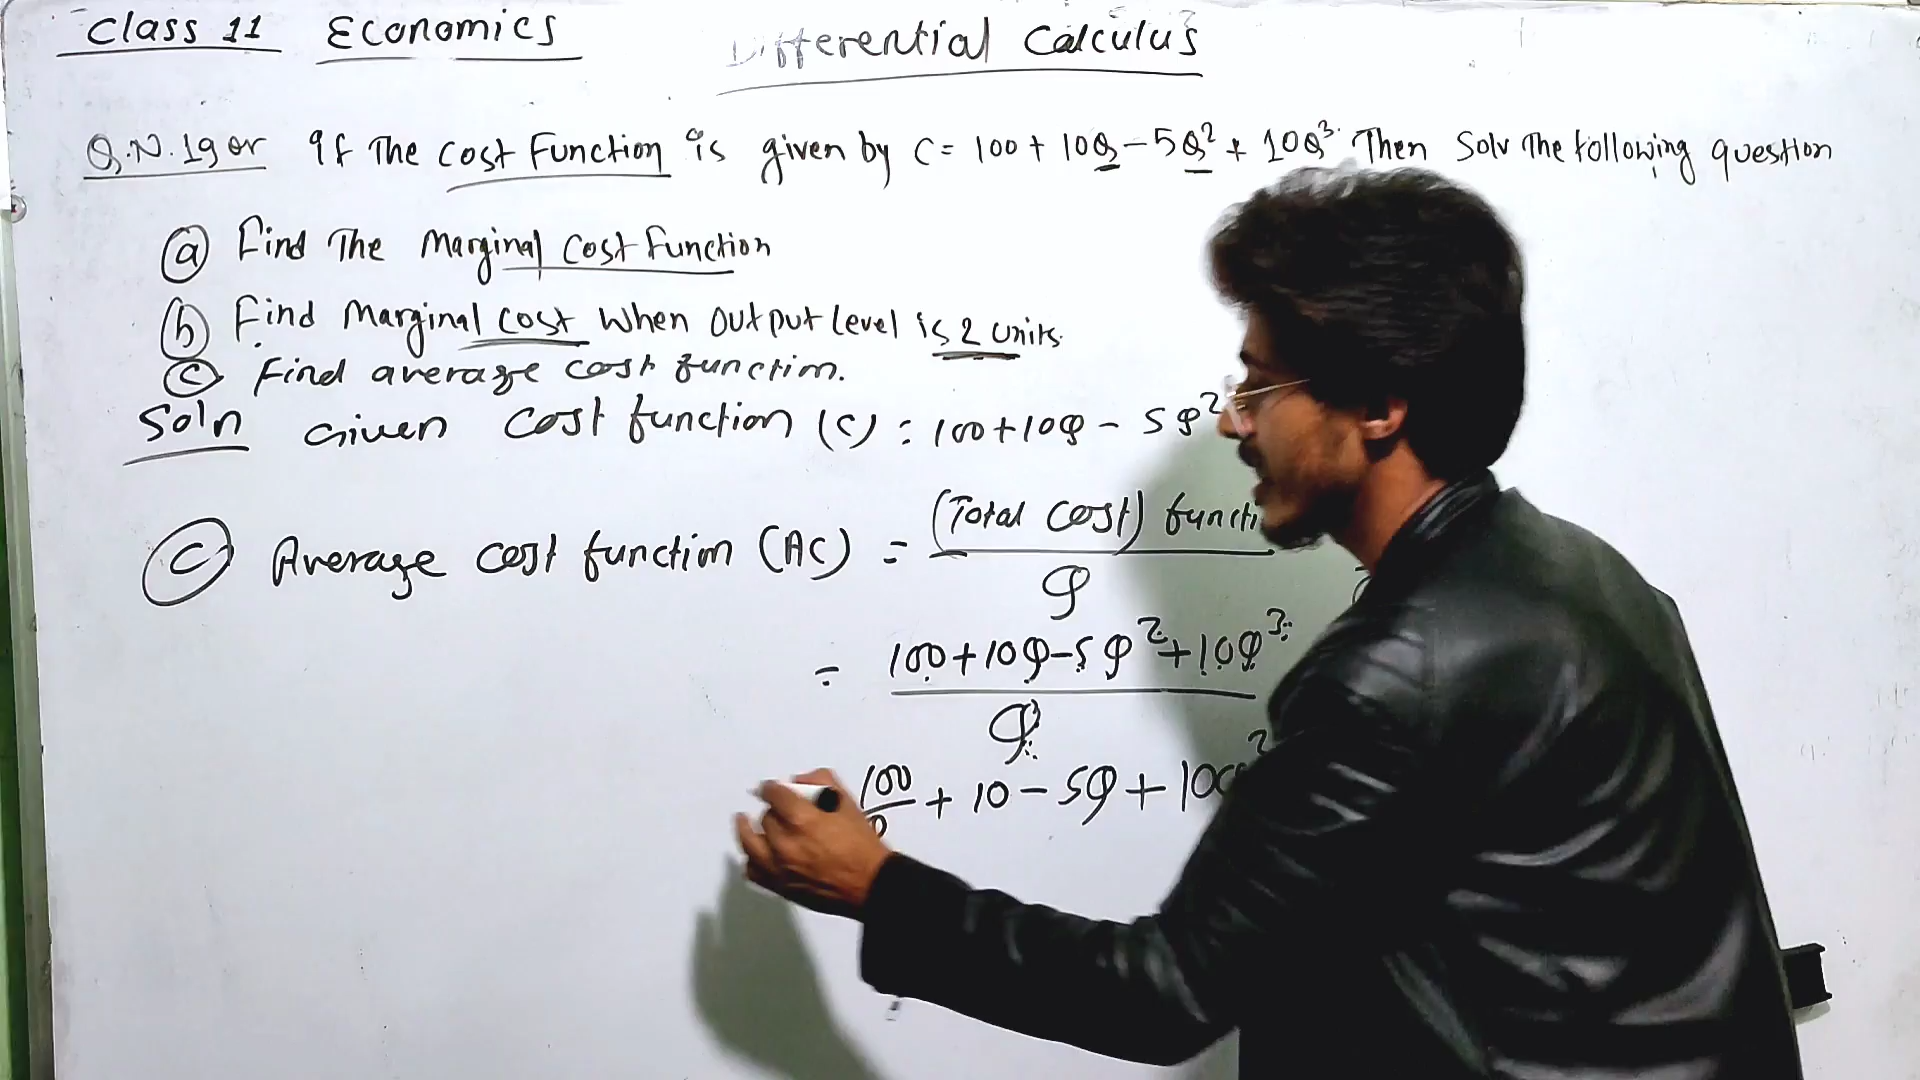 Class 11 Economics Differential Calculus
Q.N.19 or If The Cost Function is given by C = 100 + 10Q - 5Q² + 10Q³. Then Solv The following question
(a) Find The Marginal Cost Function
(b) Find Marginal Cost When Output Level is 2 units.
(c) Find average cost function.
Soln Given Cost function (C) = 100 + 10Q - 5Q²
(c) Average cost function (AC) = (Total Cost) functi
Q
= 100 + 10Q - 5Q² + 10Q³
Q
100 + 10 - 5Q + 10